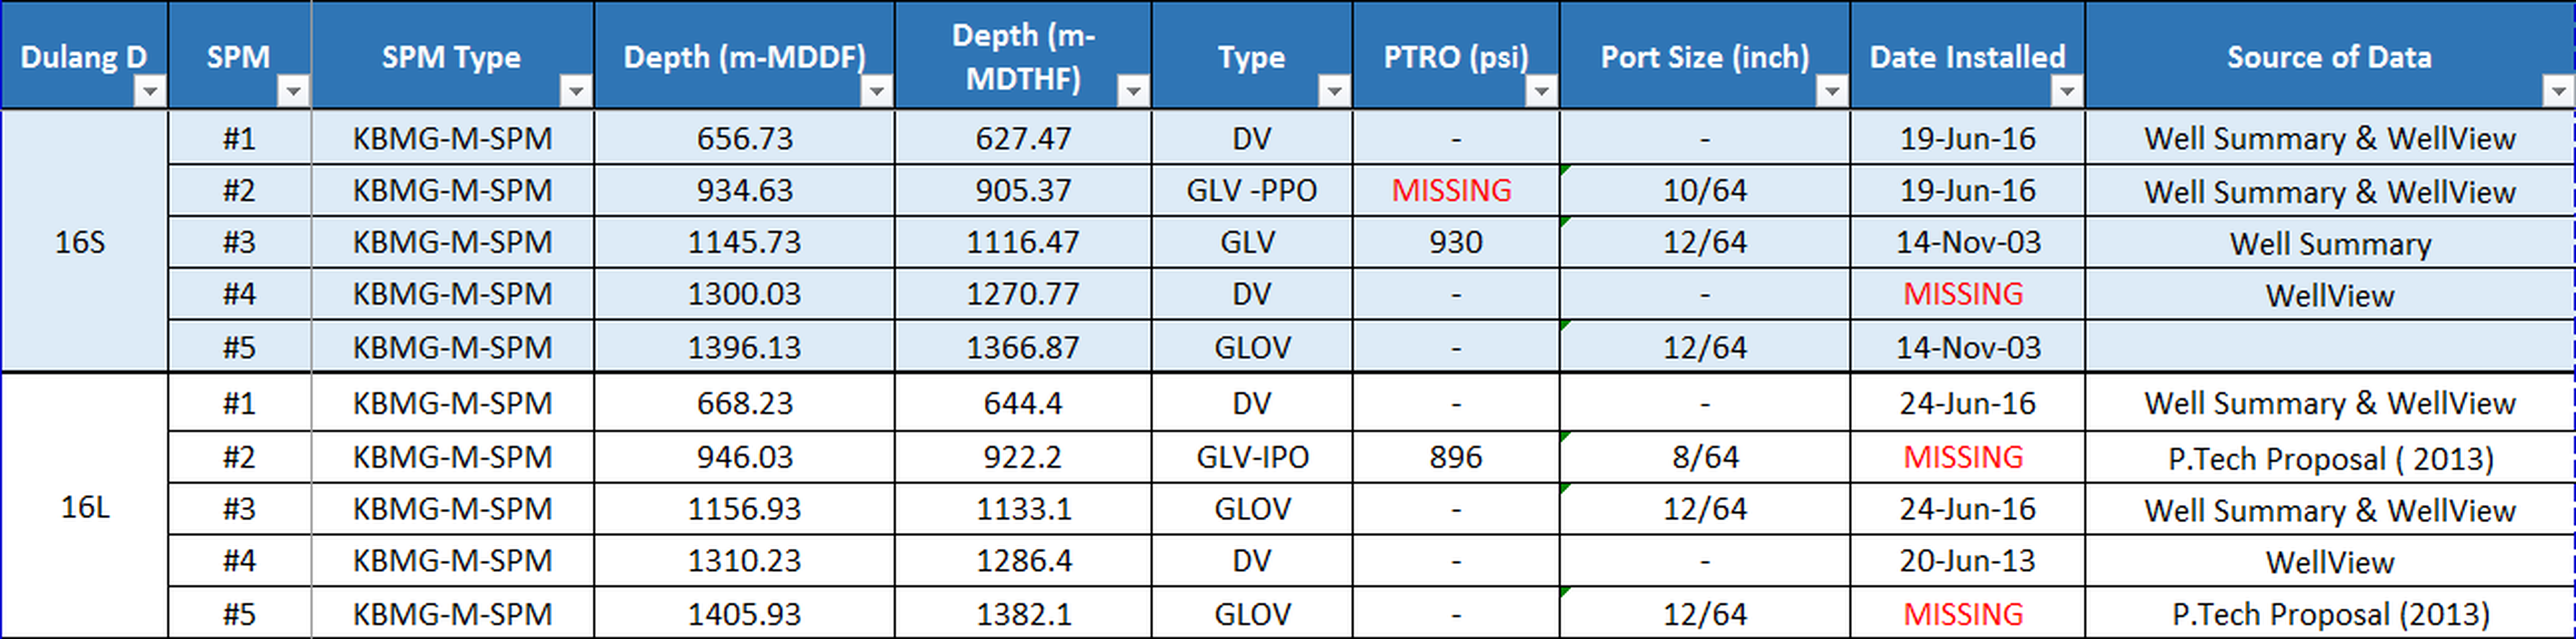 Dulang D SPM SPM Type Depth (m-MDDF) Depth (m-MDTHF) Type PTRO (psi) Port Size (inch) Date Installed Source of Data
16S
#1 KBMG-M-SPM 656.73 627.47 DV - - 19-Jun-16 Well Summary & WellView
#2 KBMG-M-SPM 934.63 905.37 GLV -PPO MISSING 10/64 19-Jun-16 Well Summary & WellView
#3 KBMG-M-SPM 1145.73 1116.47 GLV 930 12/64 14-Nov-03 Well Summary
#4 KBMG-M-SPM 1300.03 1270.77 DV - - MISSING WellView
#5 KBMG-M-SPM 1396.13 1366.87 GLOV - 12/64 14-Nov-03
16L
#1 KBMG-M-SPM 668.23 644.4 DV - - 24-Jun-16 Well Summary & WellView
#2 KBMG-M-SPM 946.03 922.2 GLV-IPO 896 8/64 MISSING P.Tech Proposal ( 2013)
#3 KBMG-M-SPM 1156.93 1133.1 GLOV - 12/64 24-Jun-16 Well Summary & WellView
#4 KBMG-M-SPM 1310.23 1286.4 DV - - 20-Jun-13 WellView
#5 KBMG-M-SPM 1405.93 1382.1 GLOV - 12/64 MISSING P.Tech Proposal (2013)